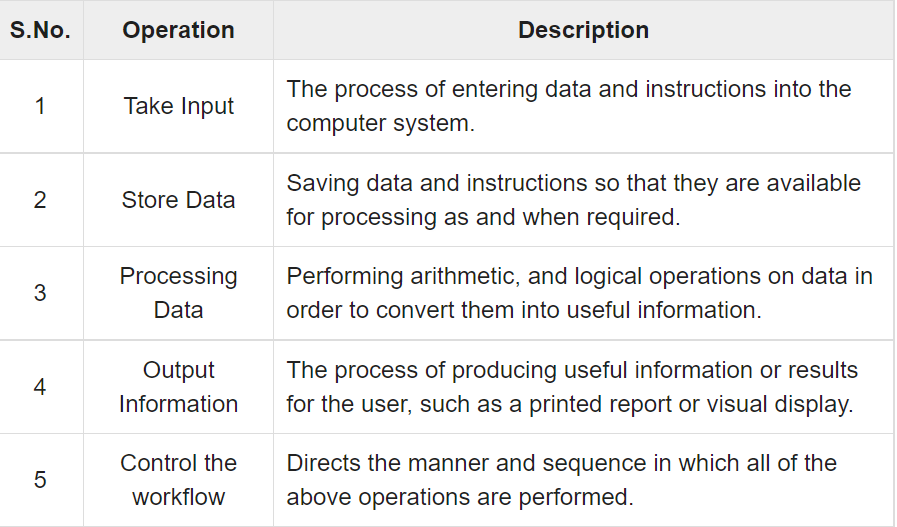 S.No. Operation Description
1 Take Input The process of entering data and instructions into the
computer system.
2 Store Data Saving data and instructions so that they are available
for processing as and when required.
3 Processing Data Performing arithmetic, and logical operations on data in
order to convert them into useful information.
4 Output Information The process of producing useful information or results
for the user, such as a printed report or visual display.
5 Control the workflow Directs the manner and sequence in which all of the
above operations are performed.